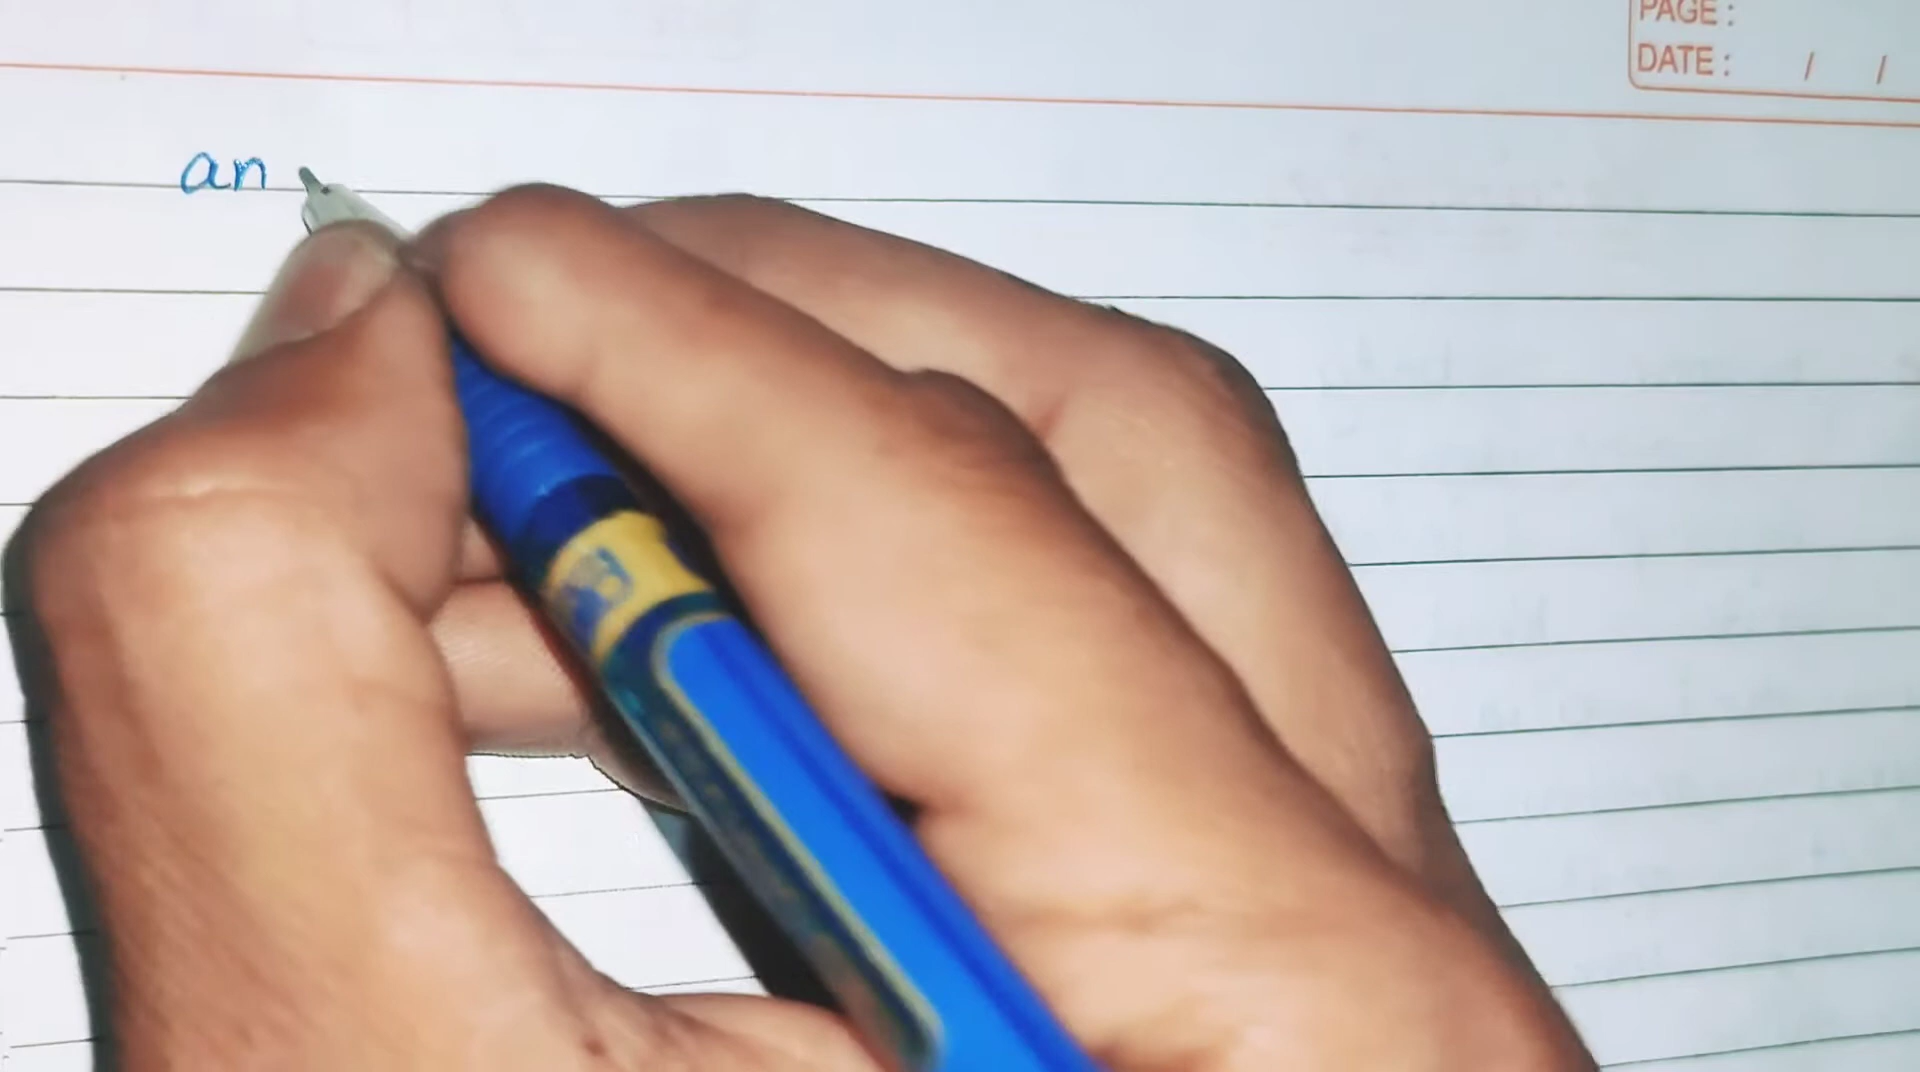 PAGE :
DATE : / /
an